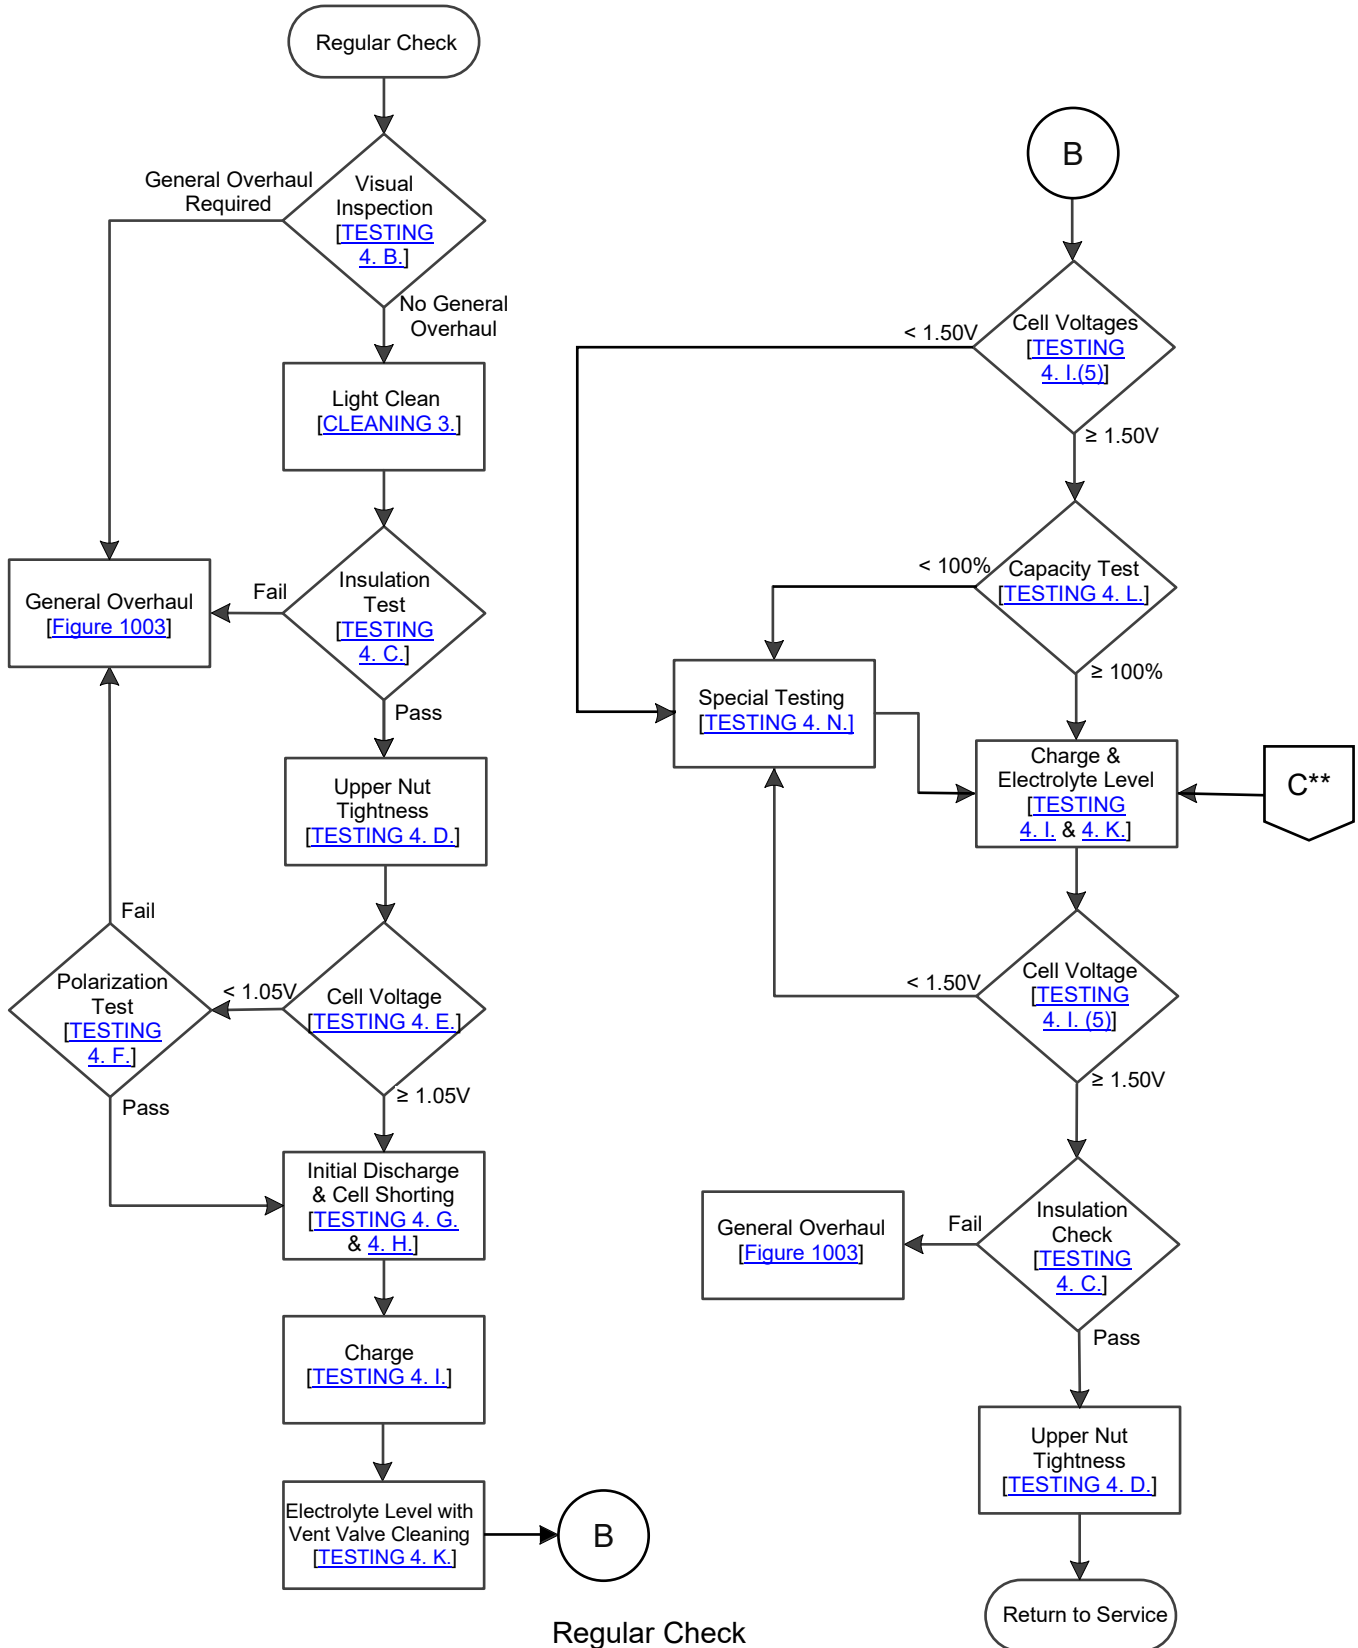 Regular Check
General Overhaul
Required
Visual
Inspection
[TESTING
4. B.]
No General
Overhaul
Light Clean
[CLEANING 3.]
General Overhaul
[Figure 1003]
Fail
Insulation
Test
[TESTING
4. C.]
Pass
Upper Nut
Tightness
[TESTING 4. D.]
Fail
Polarization
Test
[TESTING
4. F.]
< 1.05V
Cell Voltage
[TESTING 4. E.]
≥ 1.05V
Pass
Initial Discharge
& Cell Shorting
[TESTING 4. G.
& 4. H.]
Charge
[TESTING 4. I.]
Electrolyte Level with
Vent Valve Cleaning
[TESTING 4. K.]
B
B
< 1.50V
Cell Voltages
[TESTING
4. I.(5)]
≥ 1.50V
< 100%
Capacity Test
[TESTING 4. L.]
≥ 100%
Special Testing
[TESTING 4. N.]
Charge &
Electrolyte Level
[TESTING
4. I. & 4. K.]
C**
< 1.50V
Cell Voltage
[TESTING
4. I. (5)]
≥ 1.50V
General Overhaul
[Figure 1003]
Fail
Insulation
Check
[TESTING
4. C.]
Pass
Upper Nut
Tightness
[TESTING 4. D.]
Return to Service
Regular Check